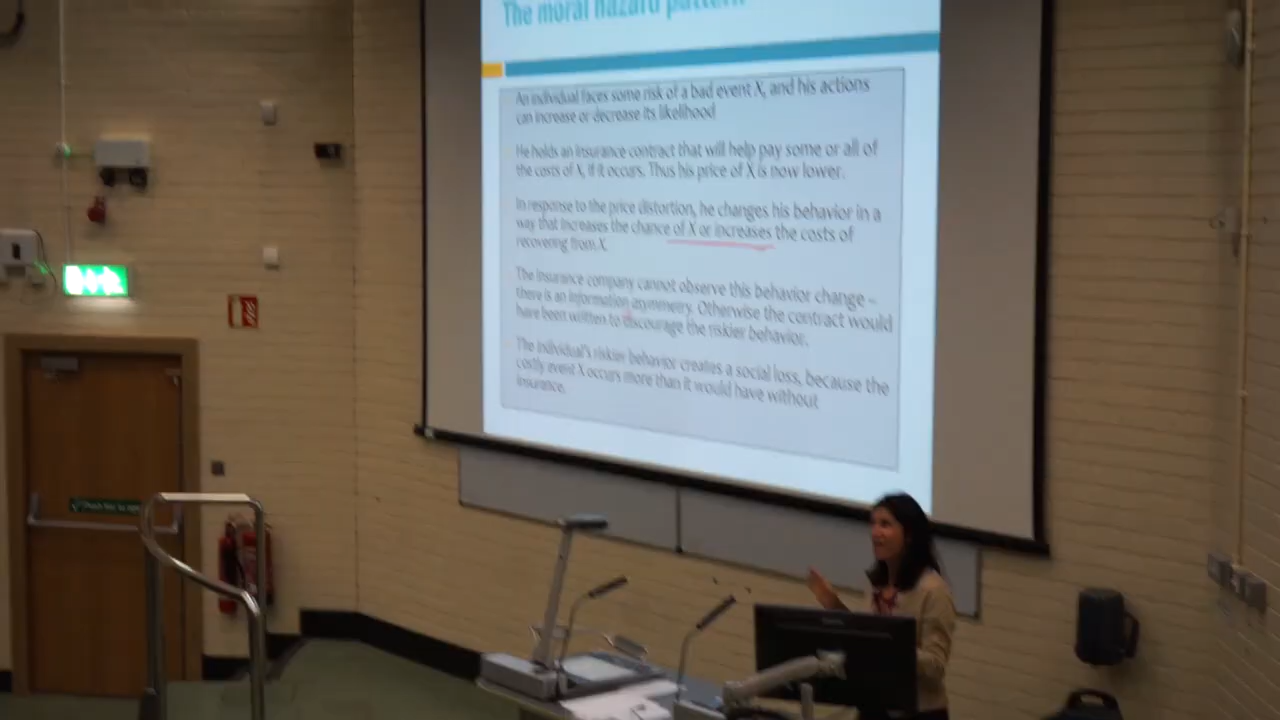 The moral hazard pattern
An individual faces some risk of a bad event X, and his actions
can increase or decrease its likelihood
He holds an insurance contract that will help pay some or all of
the costs of X, if it occurs. Thus his price of X is now lower.
In response to the price distortion, he changes his behavior in a
way that increases the chance of X or increases the costs of
recovering from X.
The insurance company cannot observe this behavior change –
there is an information asymmetry. Otherwise the contract would
have been written to discourage the riskier behavior.
The individual's riskier behavior creates a social loss, because the
costly event X occurs more than it would have without
insurance.